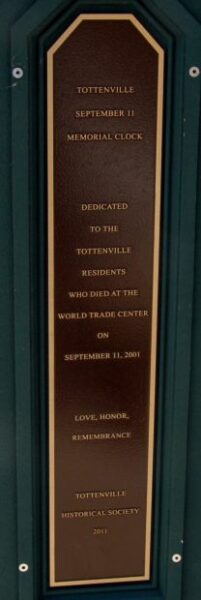 TOTTENVILLE
SEPTEMBER 11
MEMORIAL CLOCK
DEDICATED
TO THE
TOTTENVILLE
RESIDENTS
WHO DIED AT THE
WORLD TRADE CENTER
ON
SEPTEMBER 11, 2001
LOVE, HONOR,
REMEMBRANCE
TOTTENVILLE
HISTORICAL SOCIETY
2011